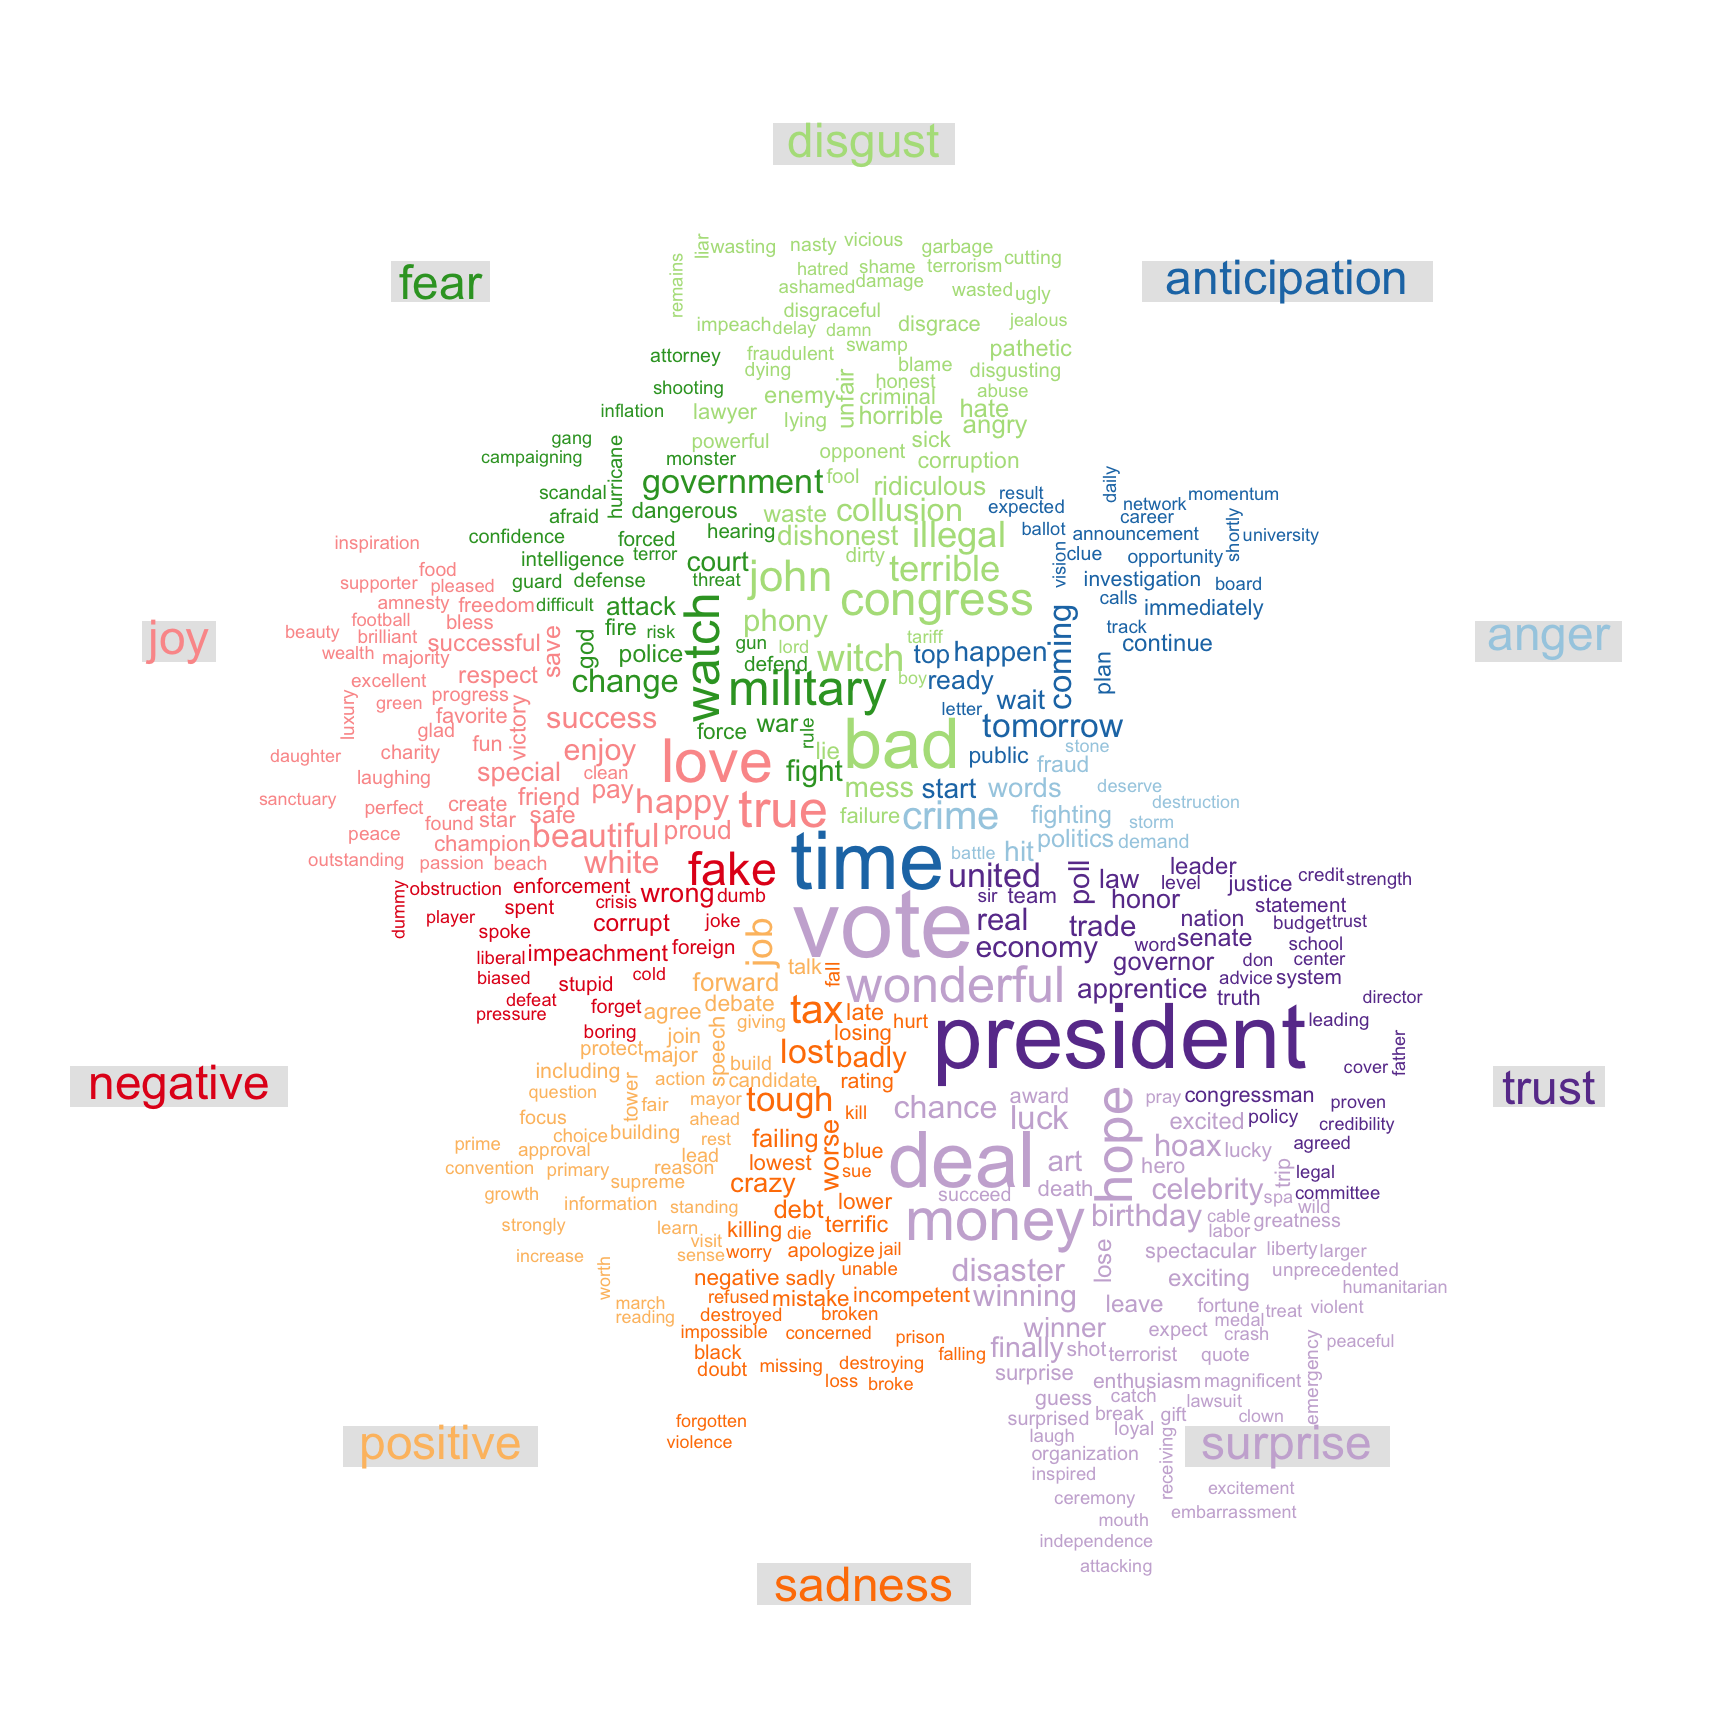 disgust
fear
anticipation
joy
anger
negative
trust
positive
surprise
sadness
liar
wasting
nasty
vicious
garbage
cutting
remains
hatred
shame
terrorism
ashamed
damage
wasted
ugly
disgraceful
impeach
delay
damn
disgrace
jealous
swamp
fraudulent
pathetic
dying
blame
disgusting
unfair
honest
abuse
enemy
criminal
lawyer
lying
horrible
hate
angry
powerful
opponent
sick
corruption
fool
ridiculous
waste
collusion
dishonest
illegal
dirty
john
terrible
congress
phony
lord
tariff
witch
boy
bad
lie
mess
failure
attorney
shooting
inflation
gang
campaigning
hurricane
monster
government
scandal
dangerous
afraid
confidence
forced
hearing
intelligence
terror
court
guard
defense
threat
difficult
attack
watch
god
fire
risk
gun
police
defend
change
military
force
war
rule
fight
daily
result
network
momentum
expected
career
shortly
ballot
announcement
university
vision
clue
opportunity
investigation
board
calls
immediately
coming
track
top
happen
continue
plan
ready
wait
letter
tomorrow
public
start
time
inspiration
food
supporter
pleased
amnesty
freedom
football
bless
beauty
brilliant
successful
save
wealth
majority
respect
excellent
luxury
green
progress
victory
favorite
success
glad
daughter
charity
fun
enjoy
love
laughing
special
clean
sanctuary
perfect
create
friend
pay
happy
true
found
star
safe
peace
champion
beautiful
proud
outstanding
passion
beach
white
stone
fraud
words
deserve
crime
fighting
destruction
storm
politics
demand
battle
hit
fake
dummy
obstruction
enforcement
wrong
dumb
crisis
spent
player
corrupt
joke
spoke
liberal
impeachment
foreign
biased
stupid
cold
defeat
pressure
forget
boring
united
poll
law
leader
level
justice
credit
strength
sir
team
honor
statement
real
trade
nation
budget
trust
economy
word
senate
school
governor
don
center
apprentice
advice
system
truth
director
president
leading
cover
father
congressman
policy
proven
credibility
agreed
legal
committee
job
talk
forward
agree
debate
giving
join
speech
protect
major
build
including
action
candidate
question
tower
fair
mayor
focus
ahead
choice
building
rest
prime
approval
lead
convention
primary
reason
supreme
growth
information
standing
strongly
learn
visit
increase
sense
worth
march
reading
fall
tax
late
losing
hurt
lost
badly
rating
tough
kill
failing
worse
blue
lowest
sue
crazy
debt
lower
killing
die
terrific
worry
apologize
jail
unable
negative
sadly
refused
mistake
incompetent
destroyed
broken
impossible
concerned
prison
black
falling
doubt
missing
destroying
loss
broke
forgotten
violence
vote
wonderful
chance
award
luck
hope
pray
excited
deal
art
hoax
lucky
hero
trip
succeed
death
celebrity
spa
wild
money
birthday
cable
greatness
labor
lose
spectacular
liberty
larger
disaster
exciting
unprecedented
humanitarian
winning
leave
fortune
treat
violent
medal
winner
expect
crash
peaceful
finally
shot
terrorist
quote
emergency
surprise
enthusiasm
magnificent
guess
catch
lawsuit
surprised
break
gift
clown
laugh
loyal
organization
receiving
inspired
excitement
ceremony
embarrassment
mouth
independence
attacking